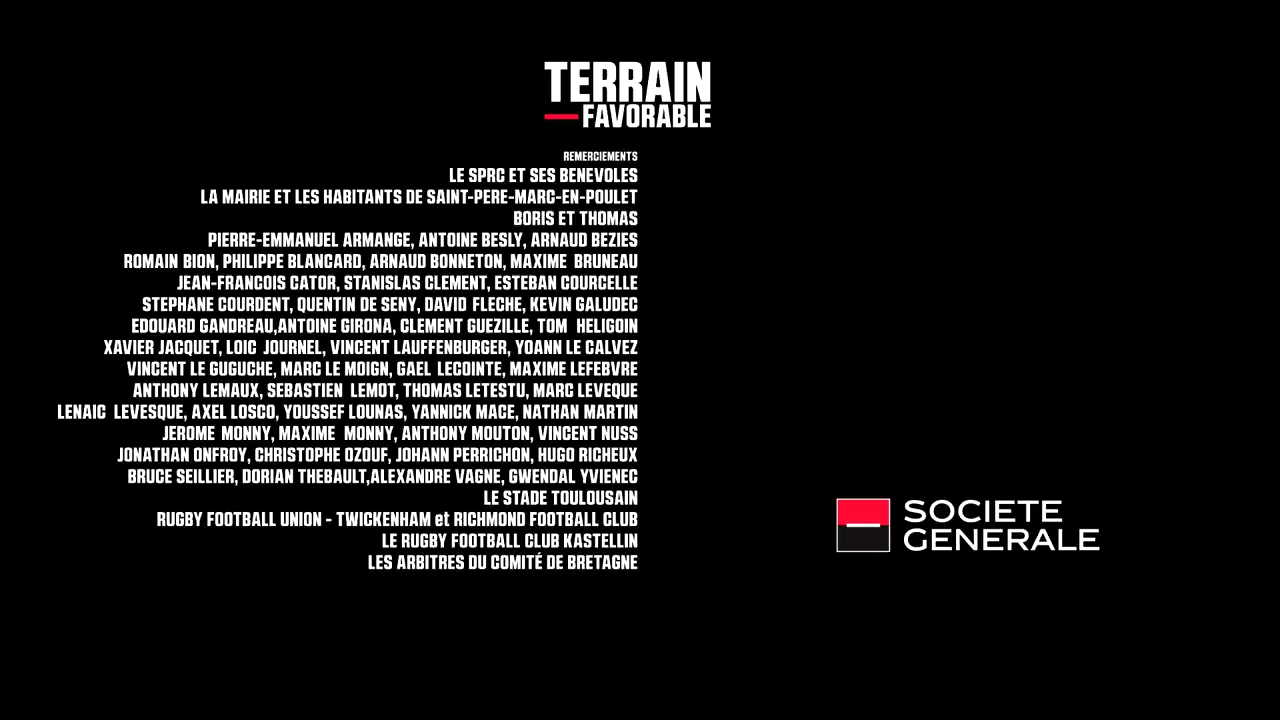 TERRAIN
FAVORABLE
REMERCIEMENTS
LE SPRC ET SES BENEVOLES
LA MAIRIE ET LES HABITANTS DE SAINT-PERE-MARC-EN-POULET
BORIS ET THOMAS
PIERRE-EMMANUEL ARMANGE, ANTOINE BESLY, ARNAUD BEZIES
ROMAIN BION, PHILIPPE BLANCARD, ARNAUD BONNETON, MAXIME BRUNEAU
JEAN-FRANCOIS CATOR, STANISLAS CLEMENT, ESTEBAN COURCELLE
STEPHANE COURDENT, QUENTIN DE SENY, DAVID FLECHE, KEVIN GALUDEC
EDOUARD GANDREAU,ANTOINE GIRONA, CLEMENT GUEZILLE, TOM HELIGOIN
XAVIER JACQUET, LOIC JOURNEL, VINCENT LAUFFENBURGER, YOANN LE CALVEZ
VINCENT LE GUGUCHE, MARC LE MOIGN, GAEL LECOINTE, MAXIME LEFEBVRE
ANTHONY LEMAUX, SEBASTIEN LEMOT, THOMAS LETESTU, MARC LEVEQUE
LENAIC LEVESQUE, AXEL LOSCO, YOUSSEF LOUNAS, YANNICK MACE, NATHAN MARTIN
JEROME MONNY, MAXIME MONNY, ANTHONY MOUTON, VINCENT NUSS
JONATHAN ONFROY, CHRISTOPHE OZOUF, JOHANN PERRICHON, HUGO RICHEUX
BRUCE SEILLIER, DORIAN THEBAULT,ALEXANDRE VAGNE, GWENDAL YVIENEC
LE STADE TOULOUSAIN
RUGBY FOOTBALL UNION - TWICKENHAM et RICHMOND FOOTBALL CLUB
LE RUGBY FOOTBALL CLUB KASTELLIN
LES ARBITRES DU COMITÉ DE BRETAGNE
SOCIETE
GENERALE